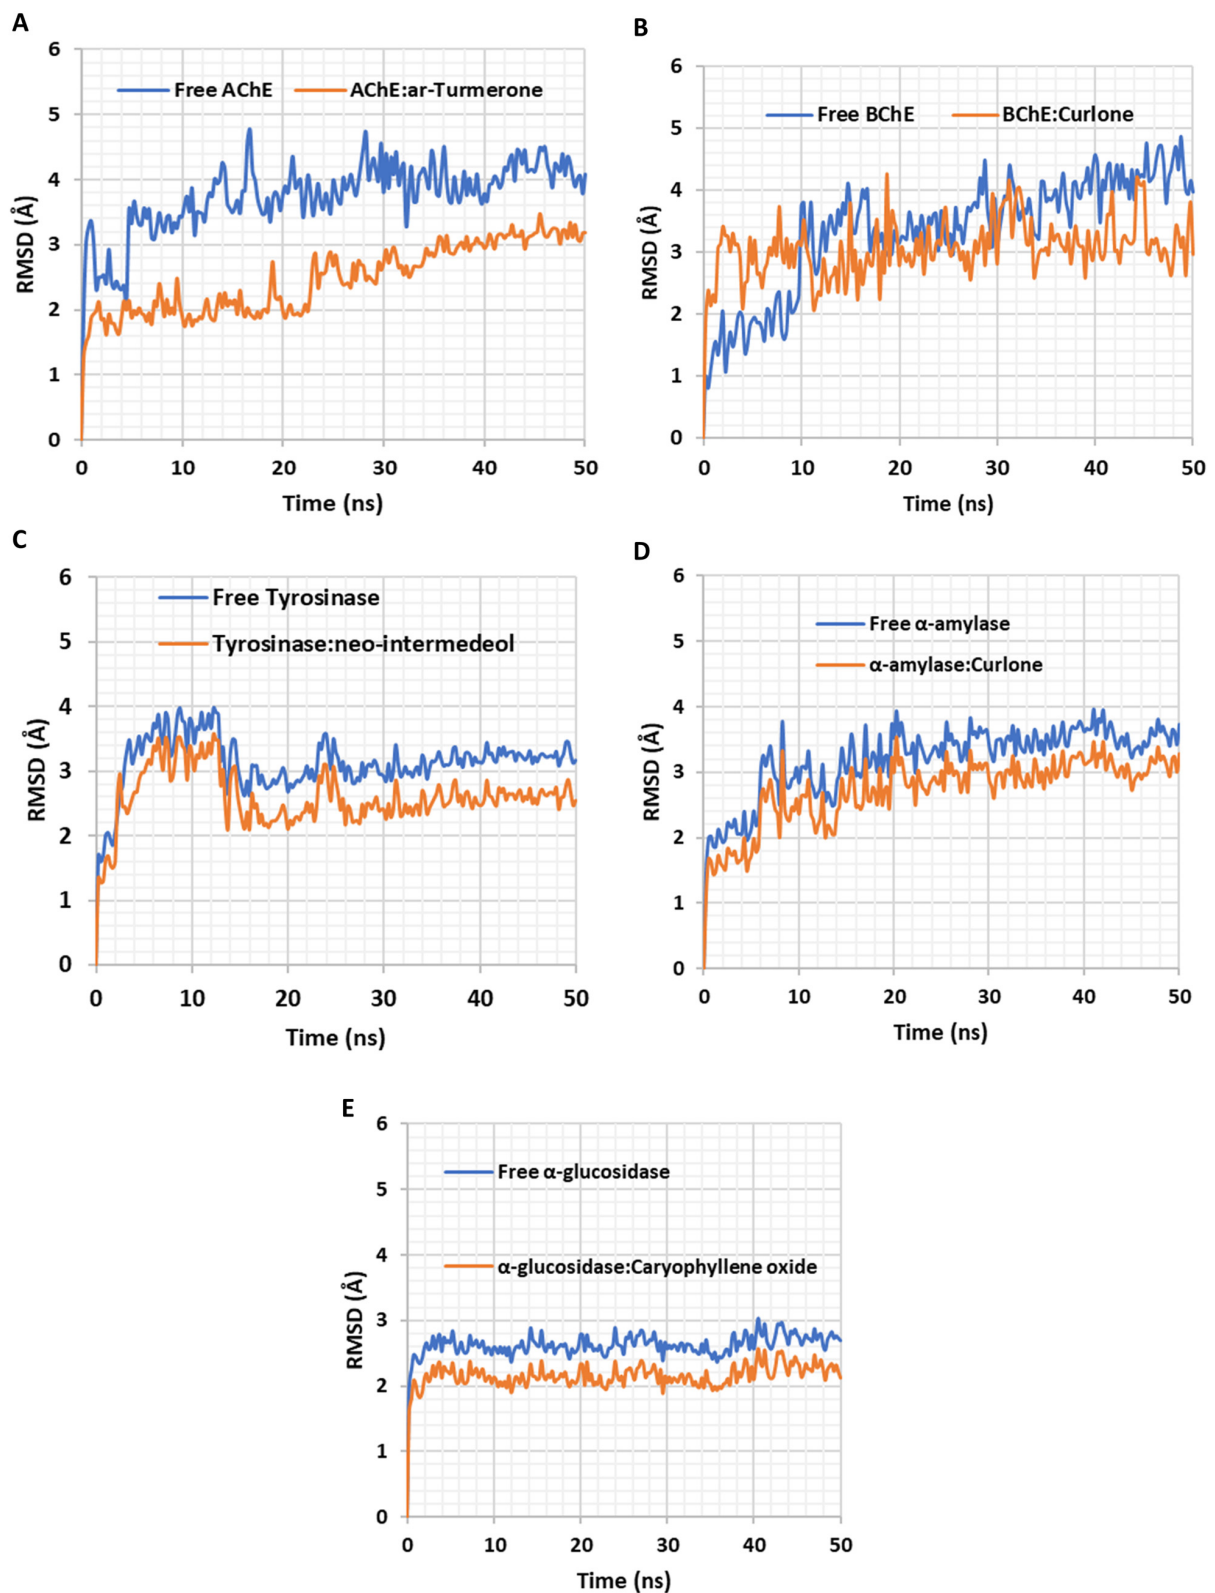 A
Free AChE
AChE:ar-Turmerone
RMSD (Å)
6
5
4
3
2
1
0
0 10 20 30 40 50
Time (ns)
B
Free BChE
BChE:Curlone
RMSD (Å)
6
5
4
3
2
1
0
0 10 20 30 40 50
Time (ns)
C
Free Tyrosinase
Tyrosinase:neo-intermedeol
RMSD (Å)
6
5
4
3
2
1
0
0 10 20 30 40 50
Time (ns)
D
Free α-amylase
α-amylase:Curlone
RMSD (Å)
6
5
4
3
2
1
0
0 10 20 30 40 50
Time (ns)
E
Free α-glucosidase
α-glucosidase:Caryophyllene oxide
RMSD (Å)
6
5
4
3
2
1
0
0 10 20 30 40 50
Time (ns)